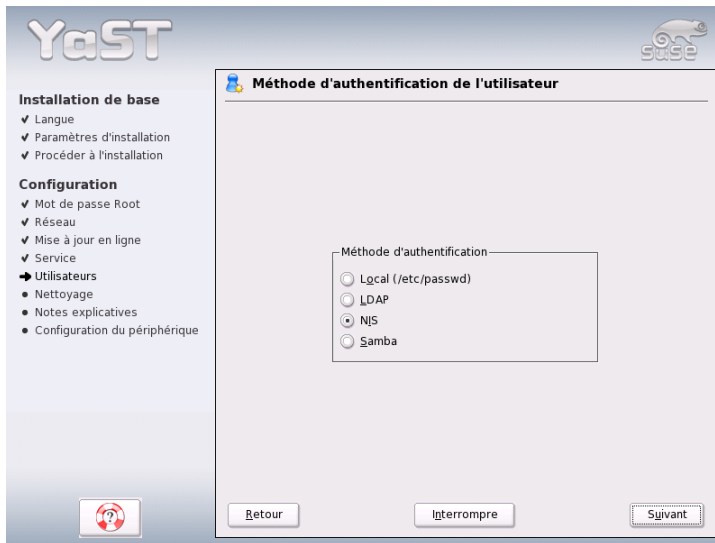 YaST
SUSE
Méthode d'authentification de l'utilisateur
Installation de base
Langue
Paramètres d'installation
Procéder à l'installation
Configuration
Mot de passe Root
Réseau
Mise à jour en ligne
Service
Utilisateurs
Nettoyage
Notes explicatives
Configuration du périphérique
Méthode d'authentification
Local (/etc/passwd)
LDAP
NIS
Samba
?
Retour
Interrompre
Suivant